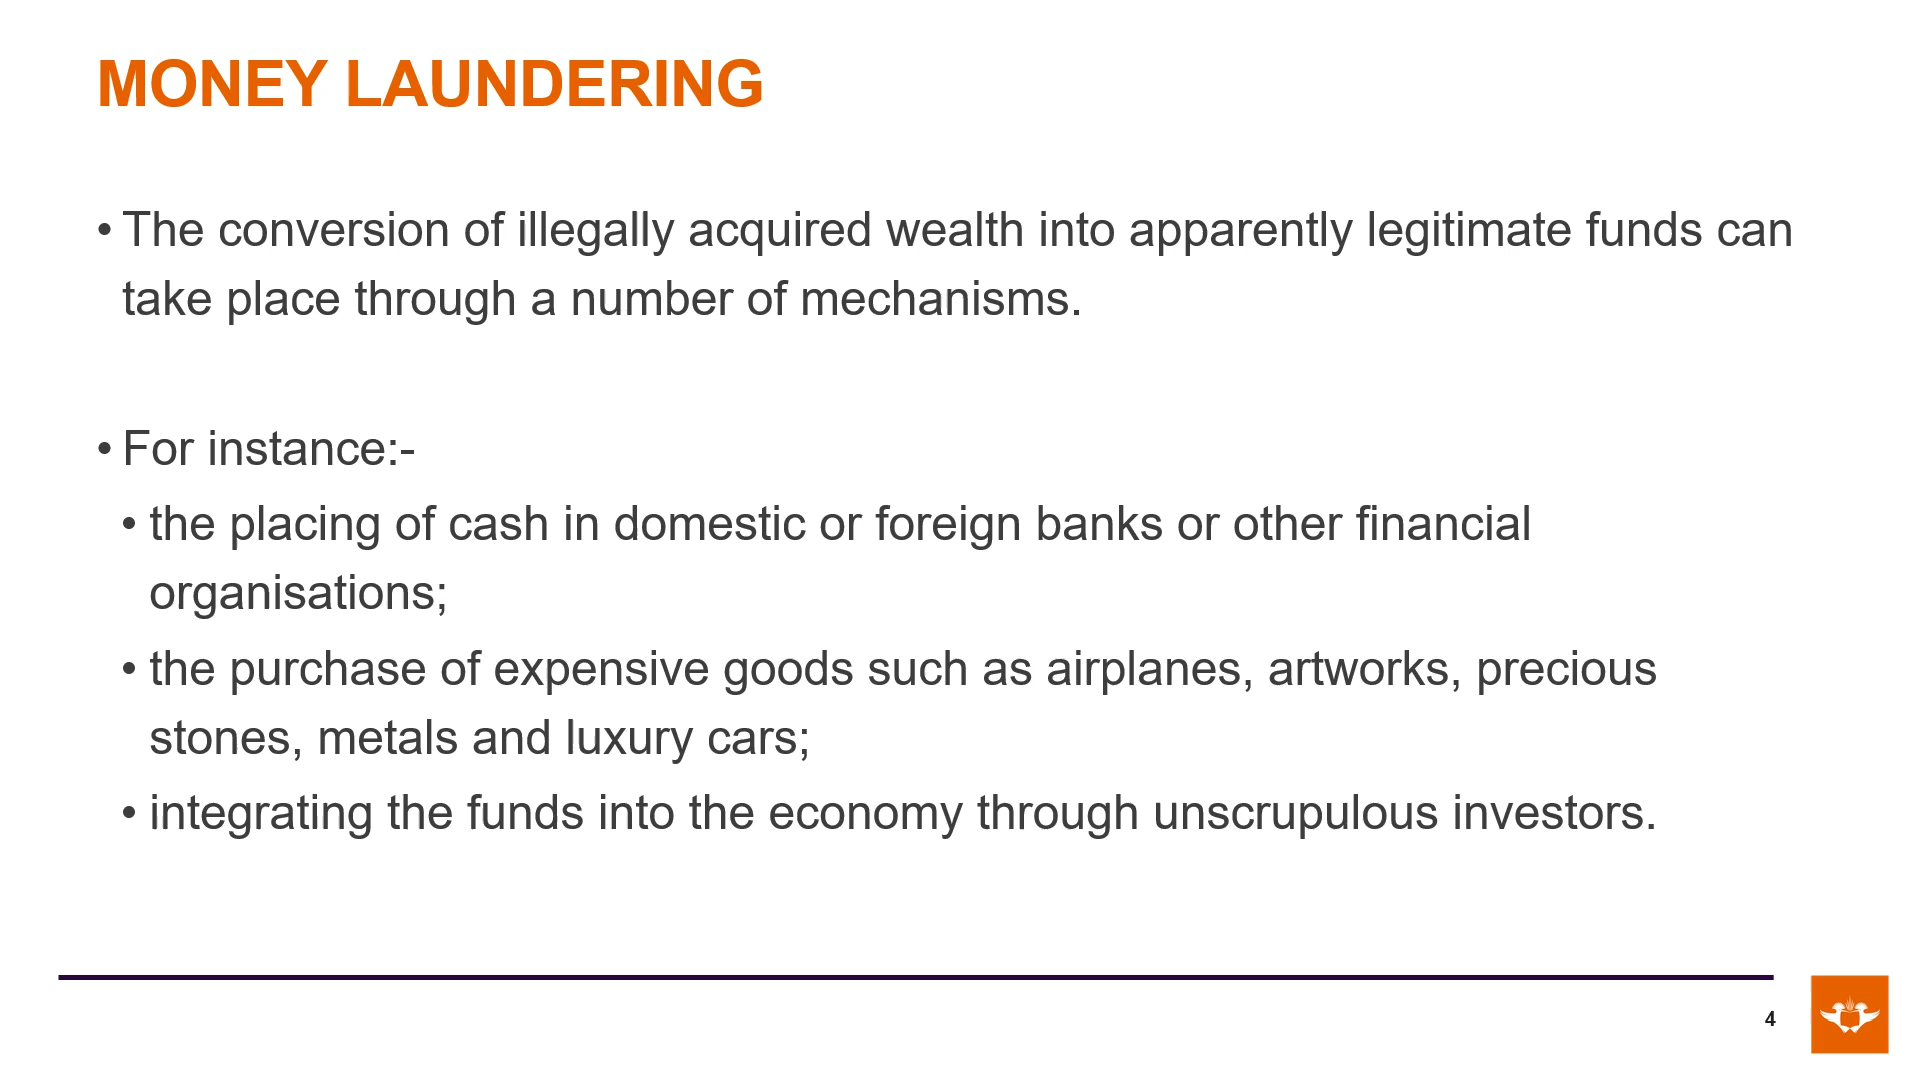 MONEY LAUNDERING
• The conversion of illegally acquired wealth into apparently legitimate funds can
take place through a number of mechanisms.
• For instance:-
• the placing of cash in domestic or foreign banks or other financial
organisations;
• the purchase of expensive goods such as airplanes, artworks, precious
stones, metals and luxury cars;
• integrating the funds into the economy through unscrupulous investors.
4